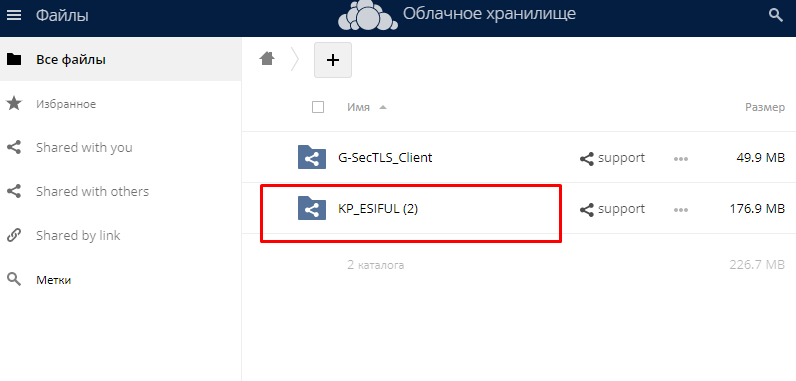 Файлы
Облачное хранилище
Все файлы
Избранное
Shared with you
Shared with others
Shared by link
Метки
Имя
Размер
G-SecTLS_Client support ••• 49.9 MB
KP_ESIFUL (2) support ••• 176.9 MB
2 каталога 226.7 MB